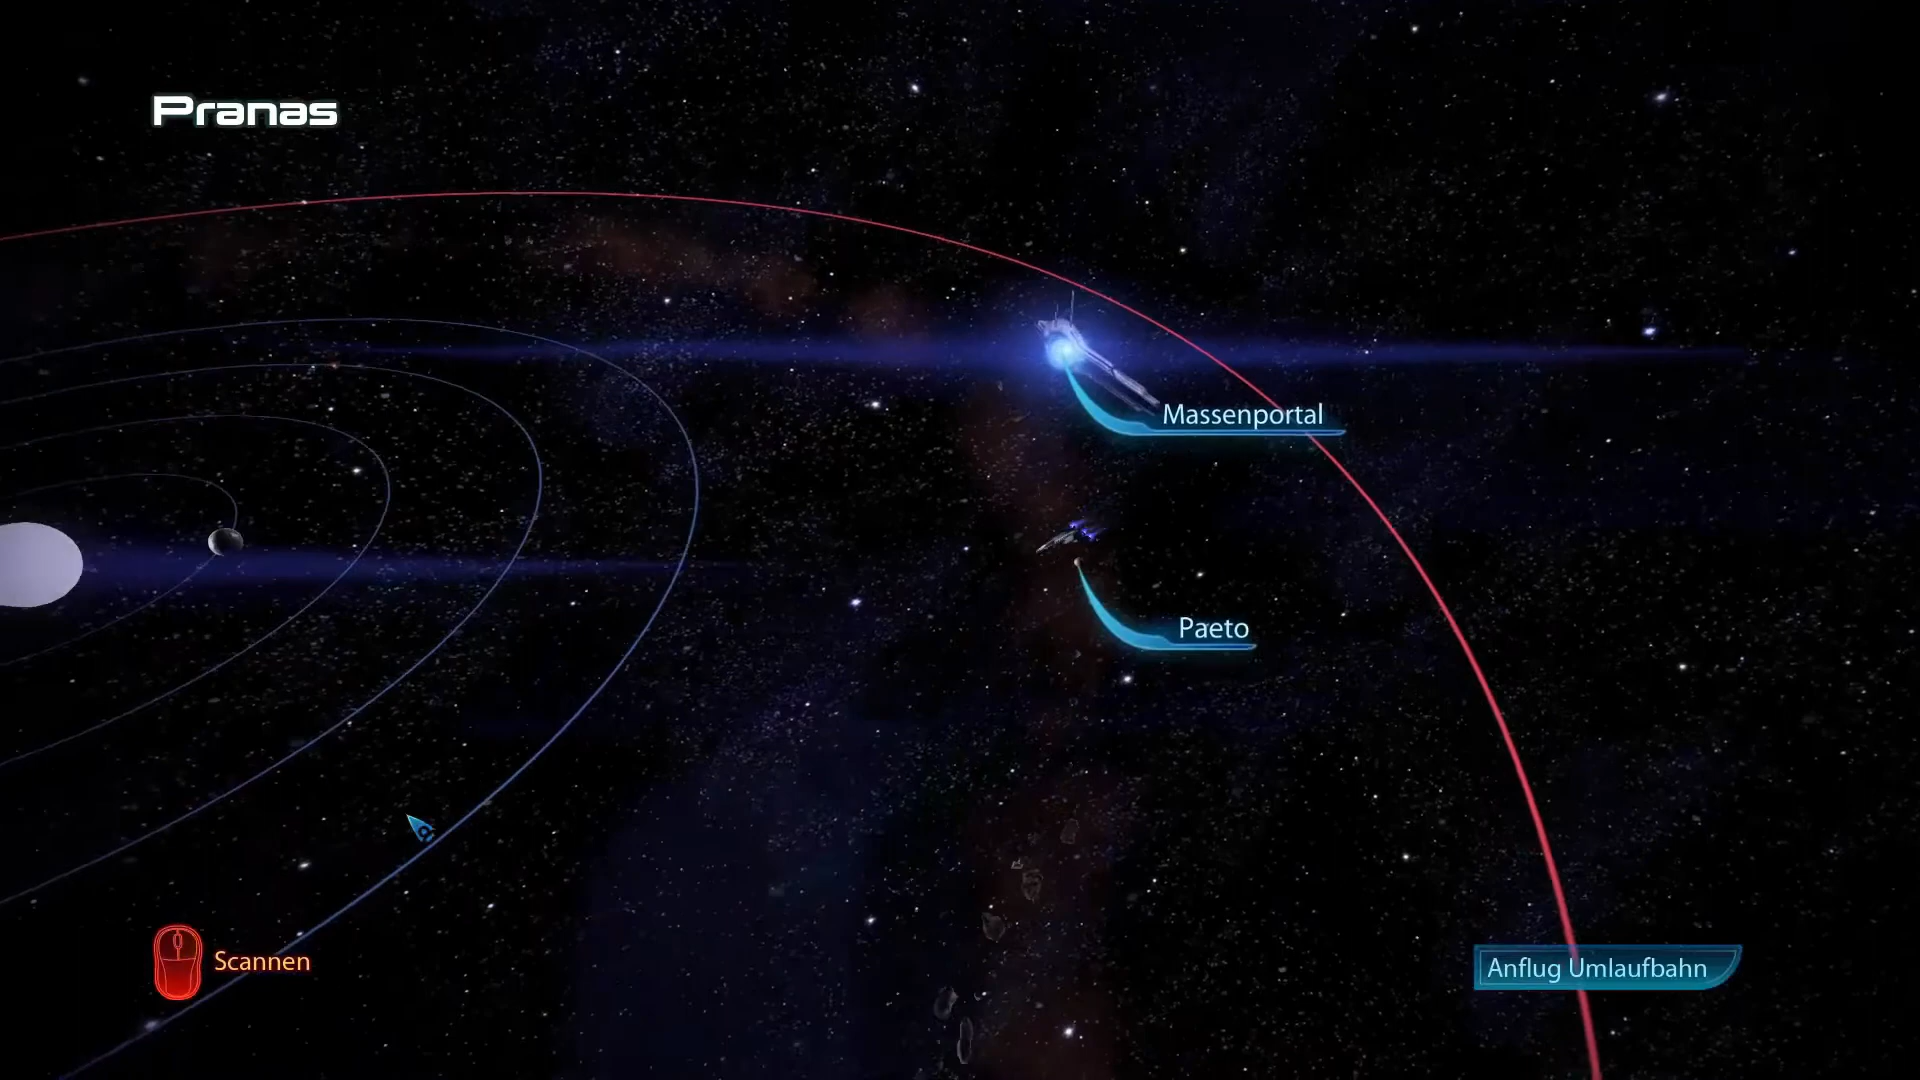 Pranas
Massenportal
Paeto
Scannen
Anflug Umlaufbahn